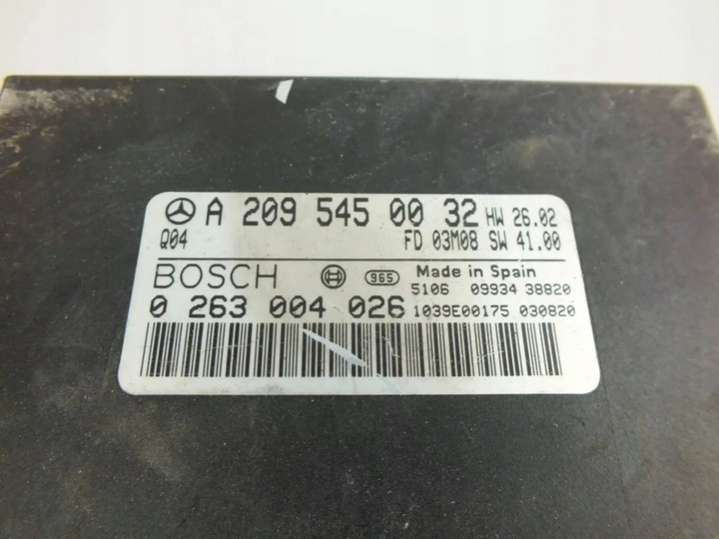 A 209 545 00 32 HW 26.02
Q04 FD 03M08 SW 41.00
BOSCH 965 Made in Spain
5106 09934 38820
0 263 004 026 1039E00175 030820